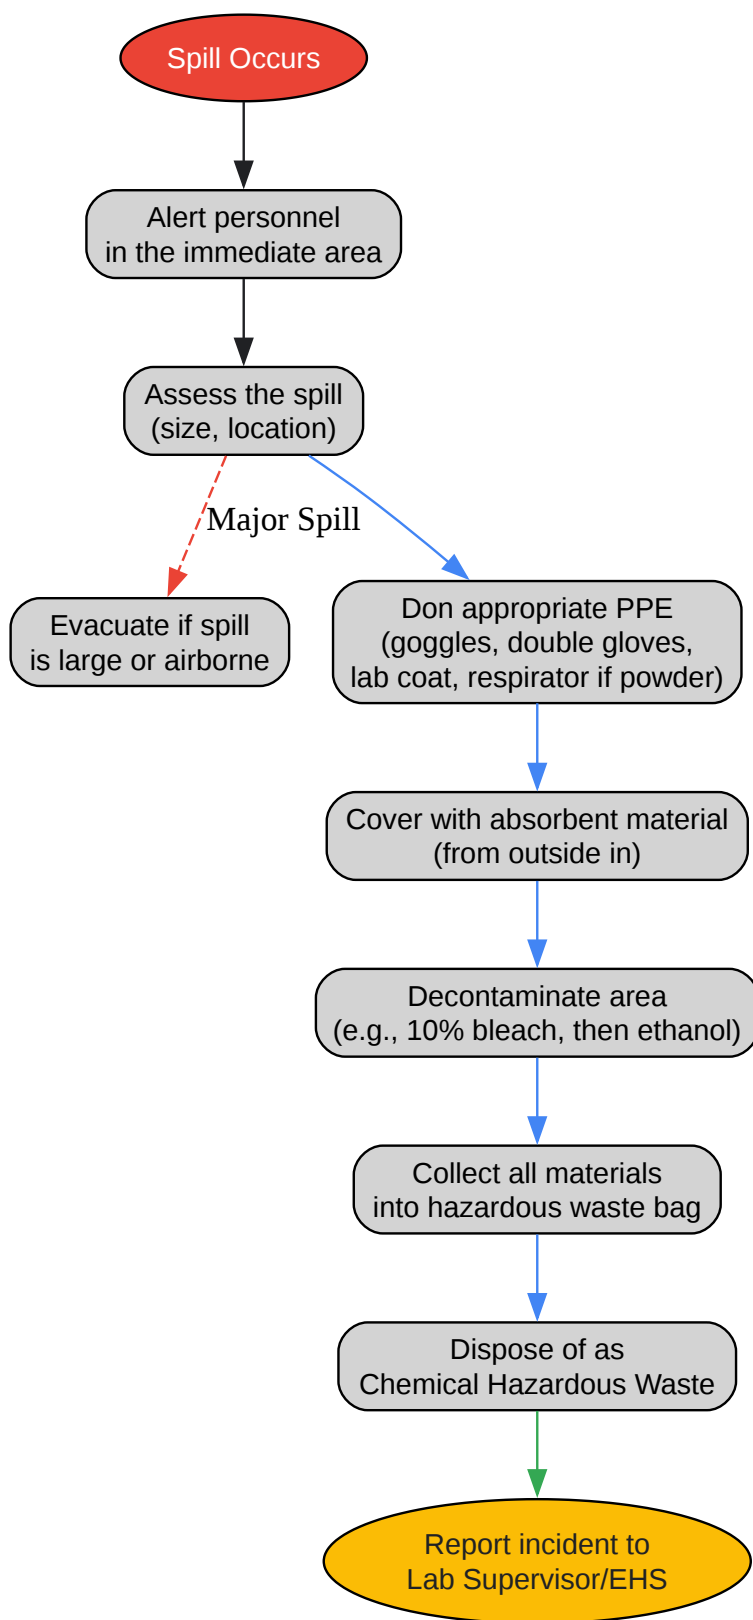 Spill Occurs
Alert personnel
in the immediate area
Assess the spill
(size, location)
Major Spill
Evacuate if spill
is large or airborne
Don appropriate PPE
(goggles, double gloves,
lab coat, respirator if powder)
Cover with absorbent material
(from outside in)
Decontaminate area
(e.g., 10% bleach, then ethanol)
Collect all materials
into hazardous waste bag
Dispose of as
Chemical Hazardous Waste
Report incident to
Lab Supervisor/EHS